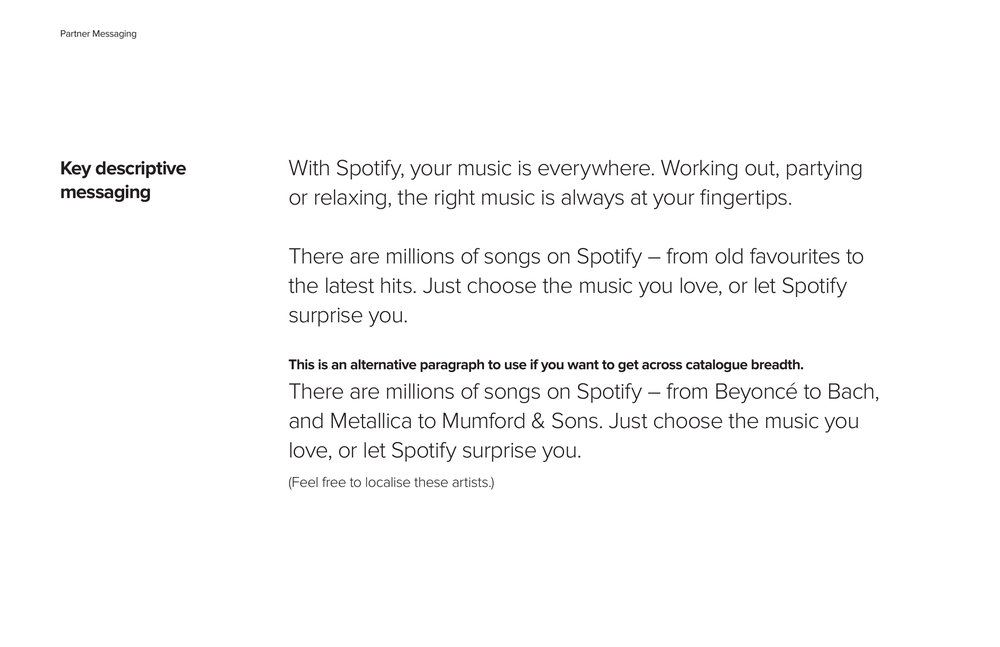 Partner Messaging
Key descriptive
messaging
With Spotify, your music is everywhere. Working out, partying
or relaxing, the right music is always at your fingertips.
There are millions of songs on Spotify – from old favourites to
the latest hits. Just choose the music you love, or let Spotify
surprise you.
This is an alternative paragraph to use if you want to get across catalogue breadth.
There are millions of songs on Spotify – from Beyoncé to Bach,
and Metallica to Mumford & Sons. Just choose the music you
love, or let Spotify surprise you.
(Feel free to localise these artists.)